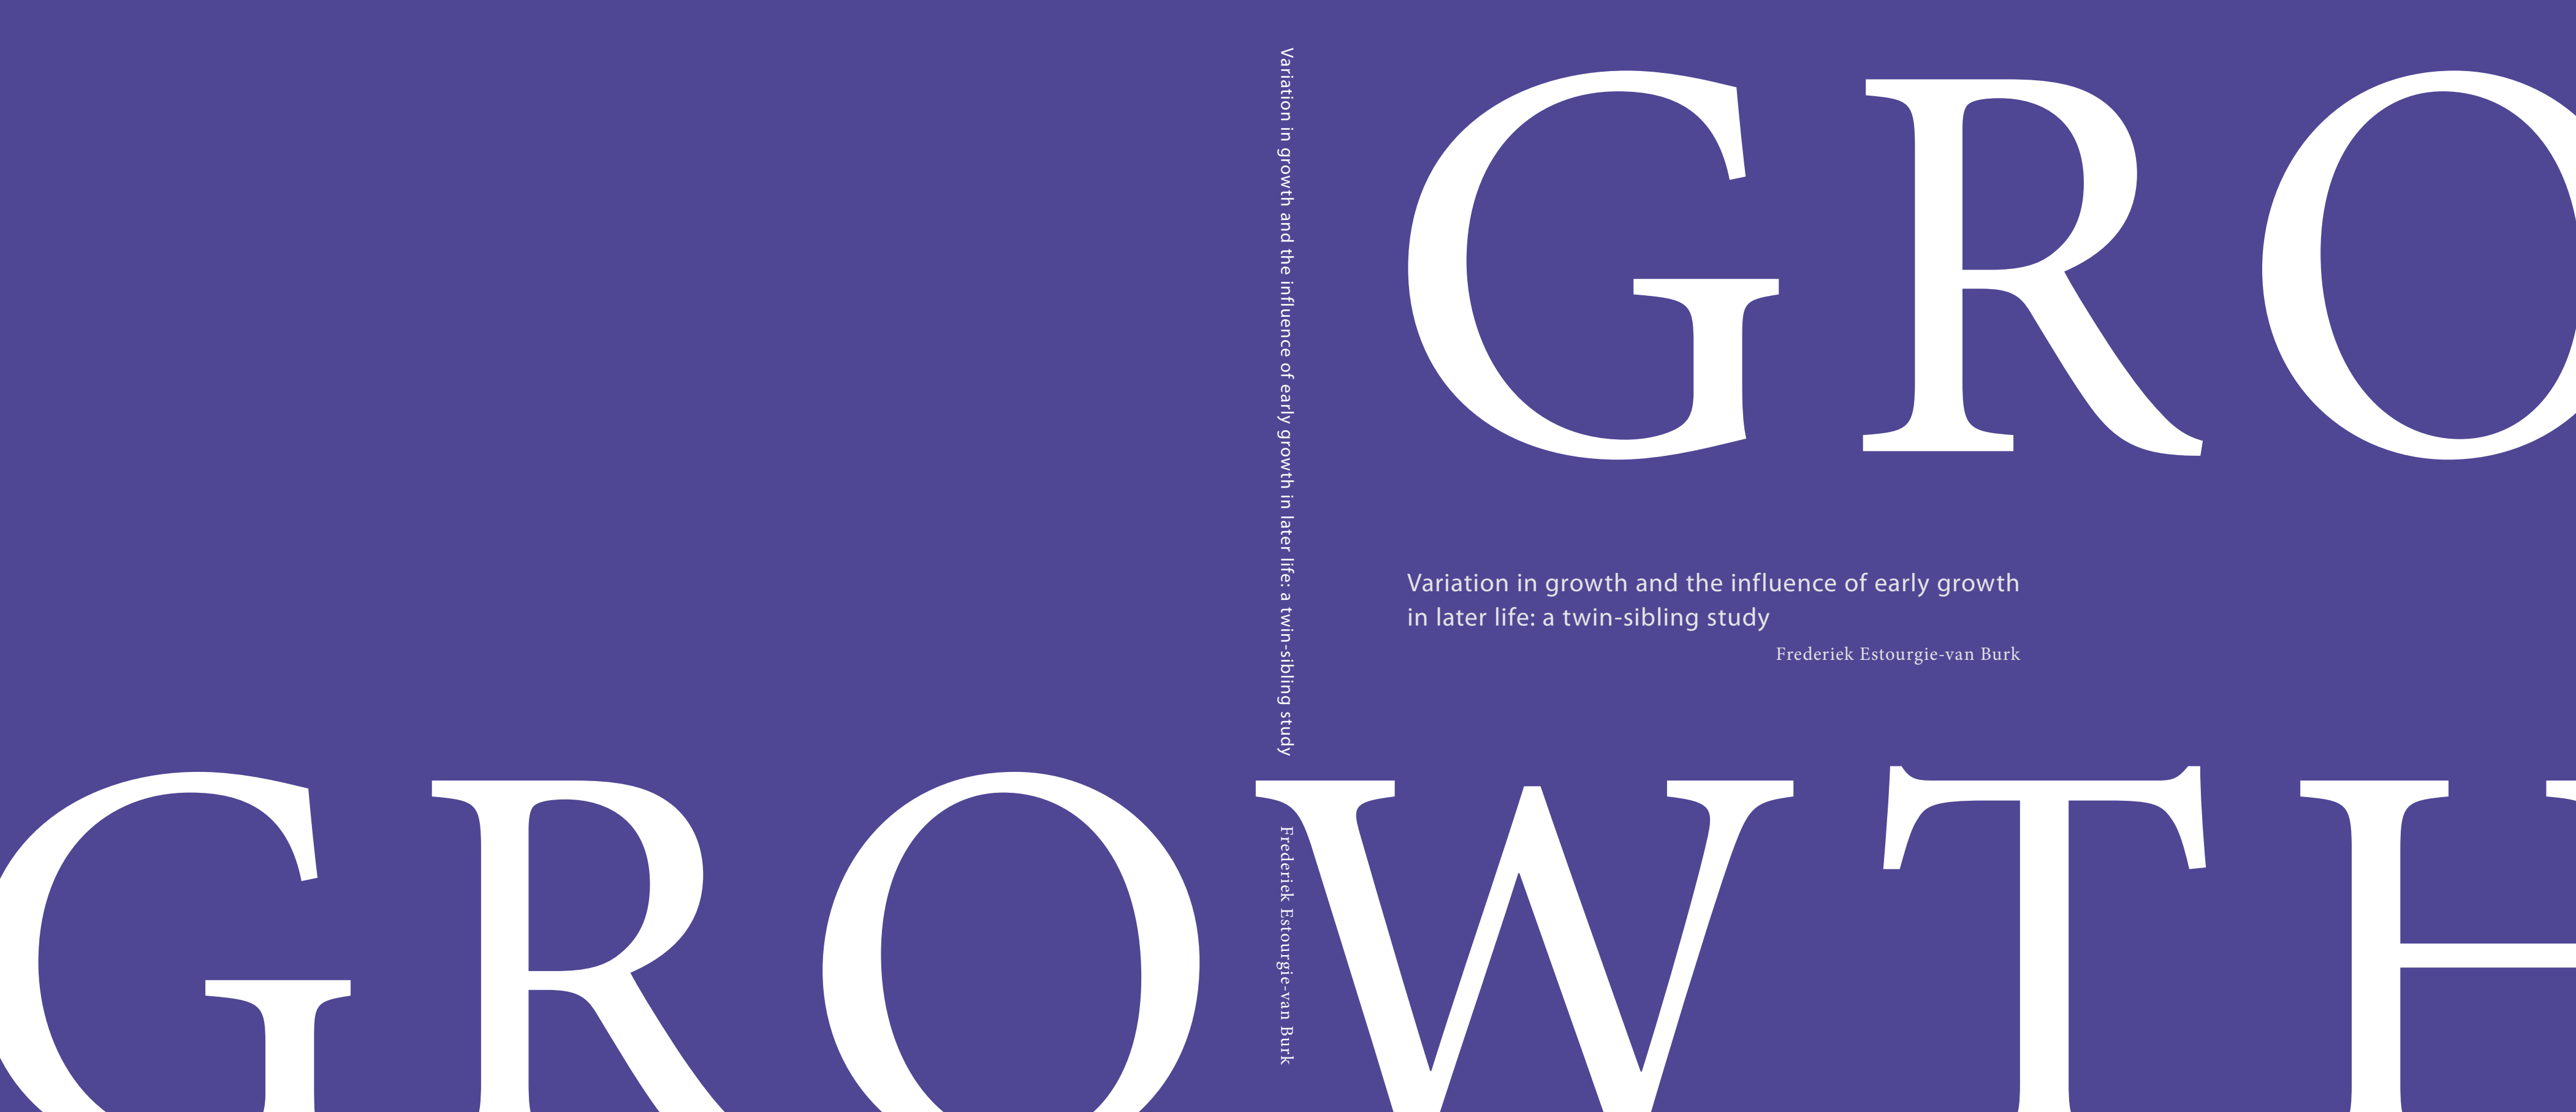 Variation in growth and the influence of early growth in later life: a twin-sibling study
Frederiek Estourgie-van Burk
GRO
Variation in growth and the influence of early growth
in later life: a twin-sibling study
Frederiek Estourgie-van Burk
GROWTH